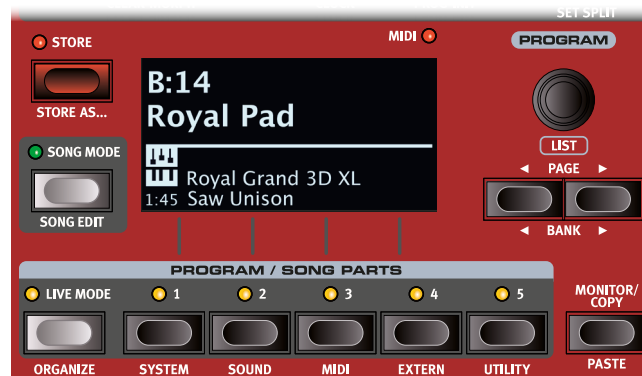 SET SPLIT
STORE
MIDI
PROGRAM
B:14
Royal Pad
STORE AS...
LIST
SONG MODE
◄ PAGE ►
Royal Grand 3D XL
1:45 Saw Unison
SONG EDIT
◄ BANK ►
PROGRAM / SONG PARTS
LIVE MODE 1 2 3 4 5
MONITOR/
COPY
ORGANIZE SYSTEM SOUND MIDI EXTERN UTILITY PASTE